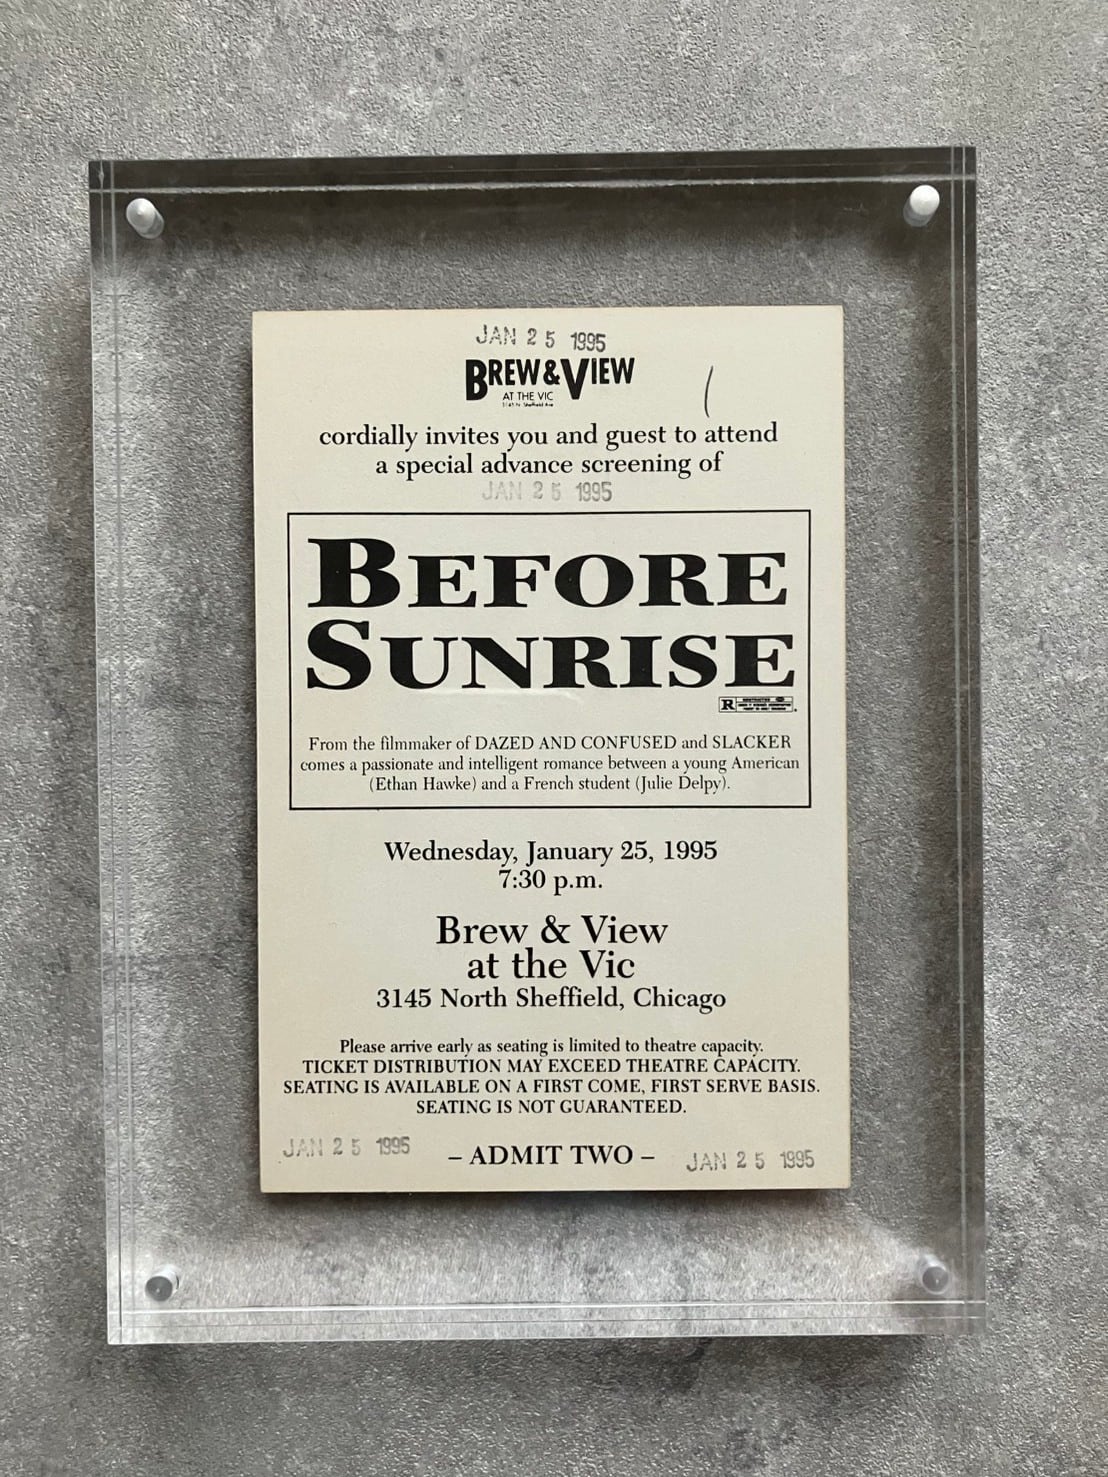 JAN 25 1995
BREW & VIEW
AT THE VIC
cordially invites you and guest to attend
a special advance screening of
JAN 25 1995
BEFORE
SUNRISE
R RESTRICTED
From the filmmaker of DAZED AND CONFUSED and SLACKER
comes a passionate and intelligent romance between a young American
(Ethan Hawke) and a French student (Julie Delpy).
Wednesday, January 25, 1995
7:30 p.m.
Brew & View
at the Vic
3145 North Sheffield, Chicago
Please arrive early as seating is limited to theatre capacity.
TICKET DISTRIBUTION MAY EXCEED THEATRE CAPACITY.
SEATING IS AVAILABLE ON A FIRST COME, FIRST SERVE BASIS.
SEATING IS NOT GUARANTEED.
JAN 25 1995
– ADMIT TWO –
JAN 25 1995